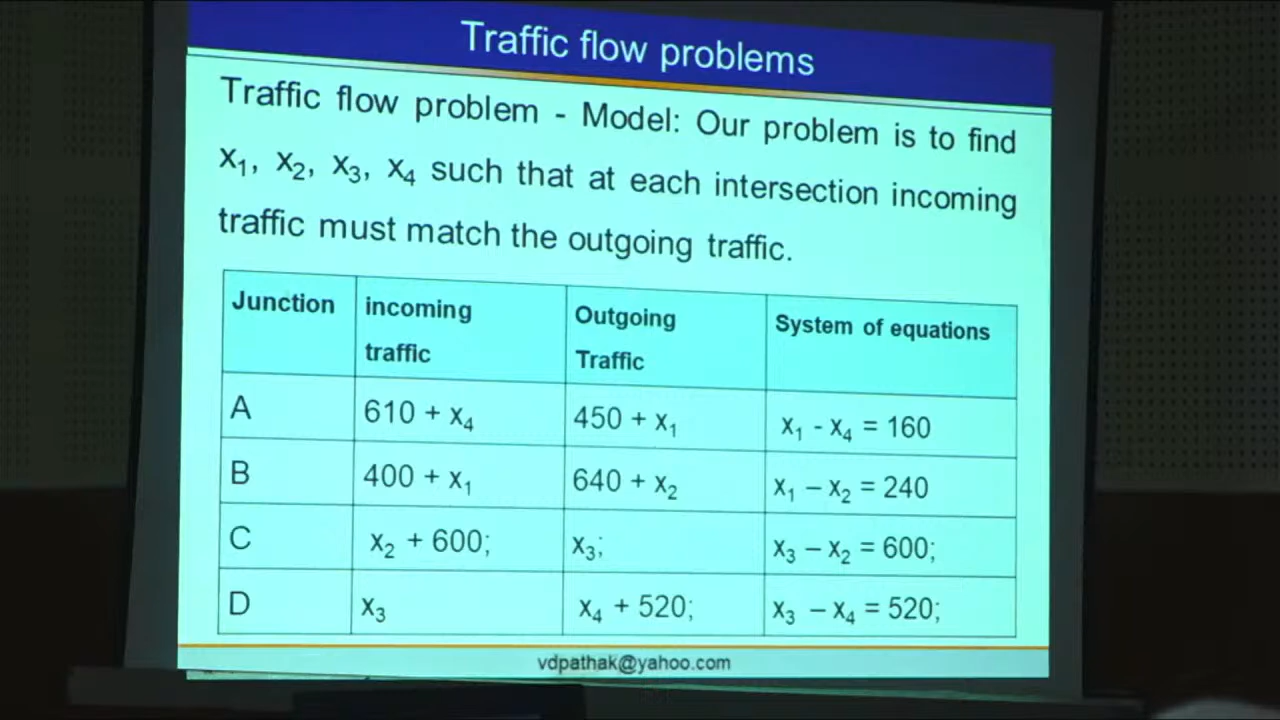 Traffic flow problems
Traffic flow problem - Model: Our problem is to find
x₁, x₂, x₃, x₄ such that at each intersection incoming
traffic must match the outgoing traffic.
Junction
incoming
traffic
Outgoing
Traffic
System of equations
A
610 + x₄
450 + x₁
x₁ - x₄ = 160
B
400 + x₁
640 + x₂
x₁ – x₂ = 240
C
x₂ + 600;
x₃;
x₃ – x₂ = 600;
D
x₃
x₄ + 520;
x₃ – x₄ = 520;
vdpathak@yahoo.com